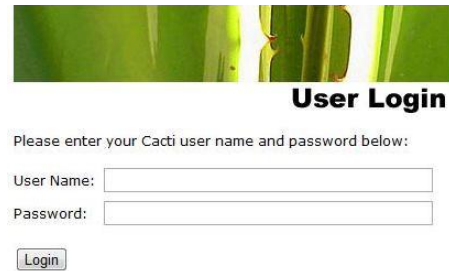 User Login
Please enter your Cacti user name and password below:
User Name:
Password:
Login